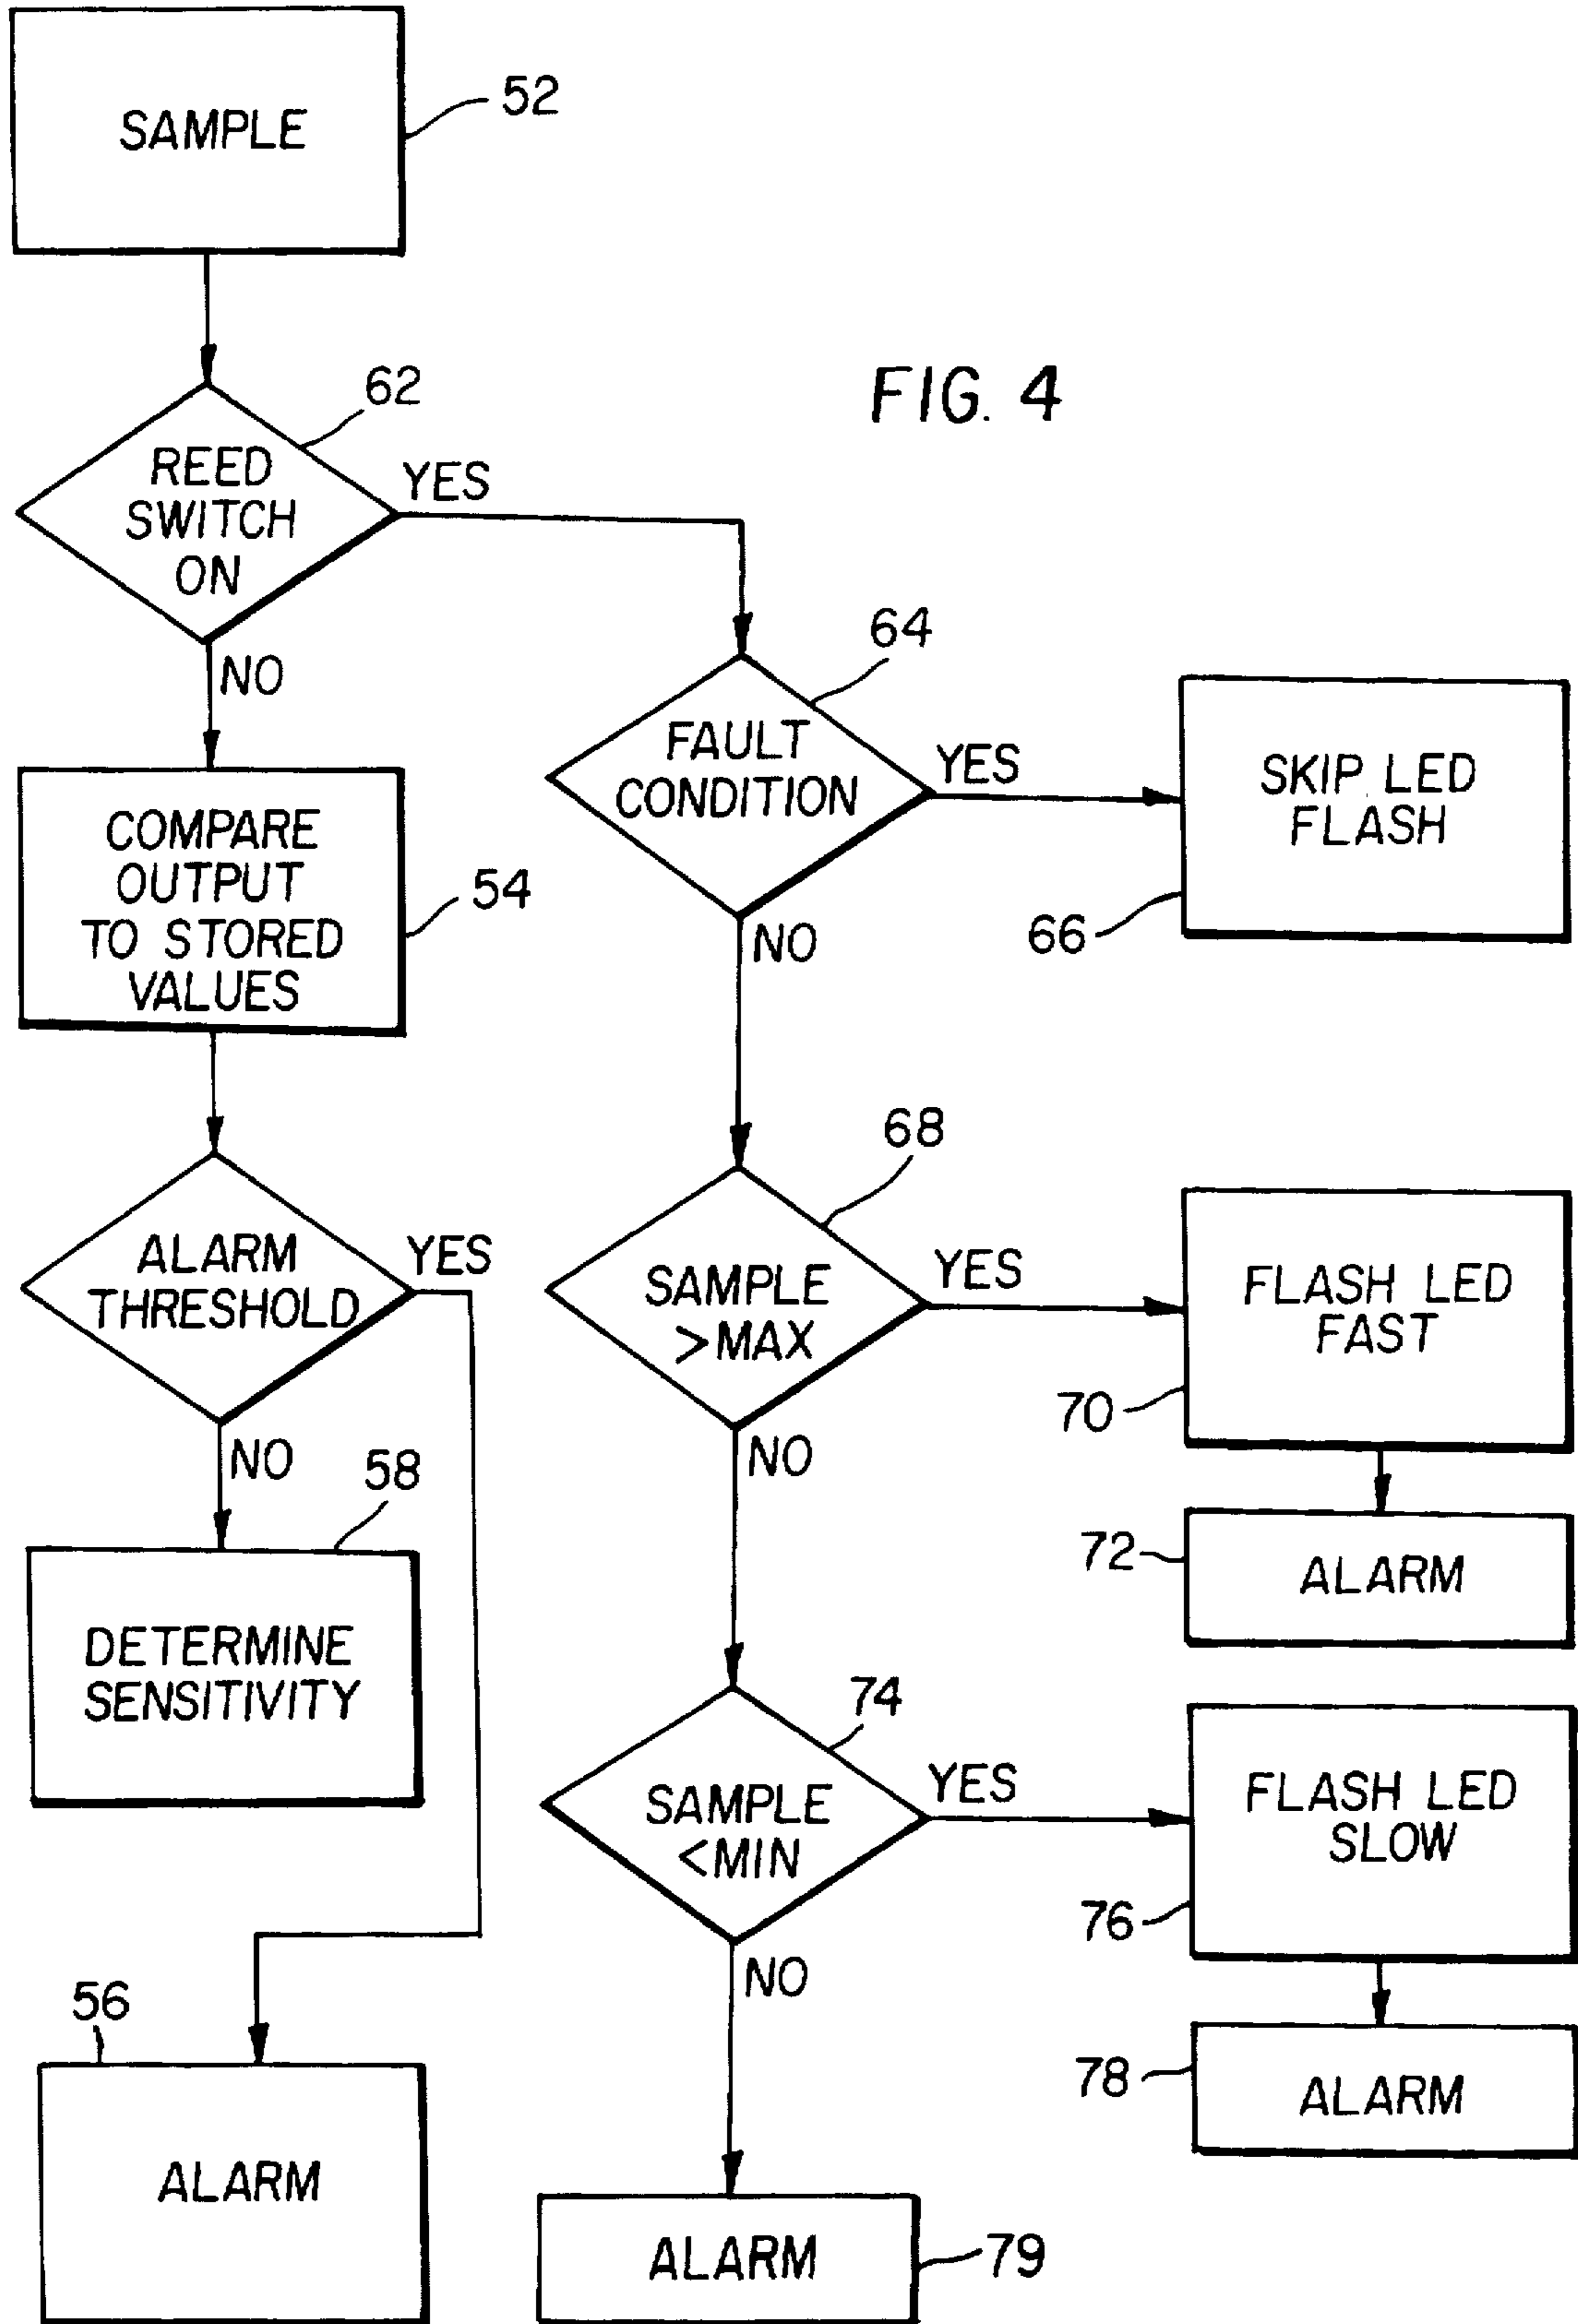 SAMPLE
52
FIG. 4
62
REED
SWITCH
ON
YES
NO
64
FAULT
CONDITION
YES
NO
SKIP LED
FLASH
66
COMPARE
OUTPUT
TO STORED
VALUES
54
68
ALARM
THRESHOLD
YES
NO
SAMPLE
>MAX
YES
NO
FLASH LED
FAST
70
72
ALARM
58
DETERMINE
SENSITIVITY
74
SAMPLE
<MIN
YES
NO
FLASH LED
SLOW
76
78
ALARM
56
ALARM
ALARM
79